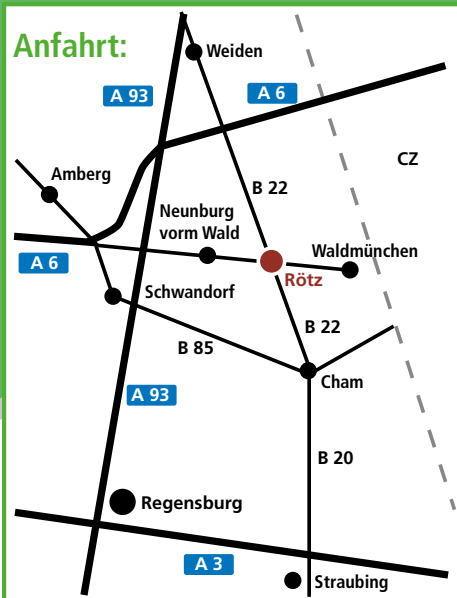 Anfahrt:
Weiden
A 93
A 6
CZ
Amberg
B 22
Neunburg
vorm Wald
Waldmünchen
A 6
Rötz
Schwandorf
B 22
B 85
Cham
A 93
B 20
Regensburg
A 3
Straubing